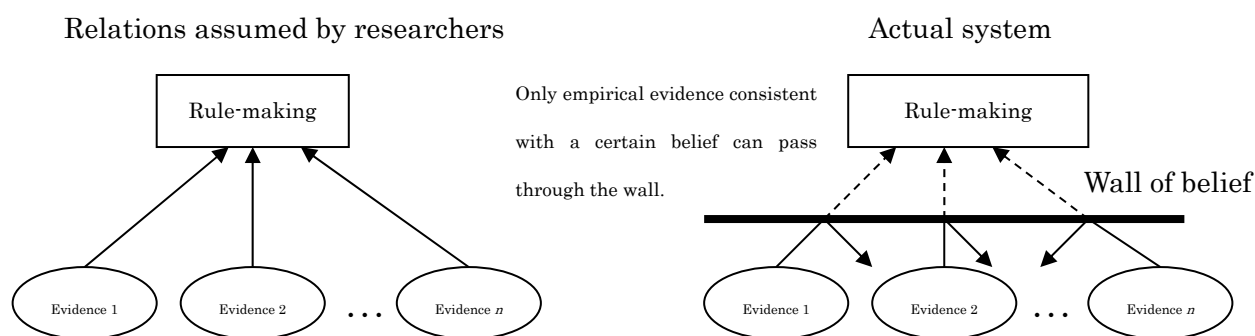 Relations assumed by researchers
Rule-making
Evidence 1
Evidence 2
...
Evidence n
Only empirical evidence consistent
with a certain belief can pass
through the wall.
Actual system
Rule-making
Wall of belief
Evidence 1
Evidence 2
...
Evidence n